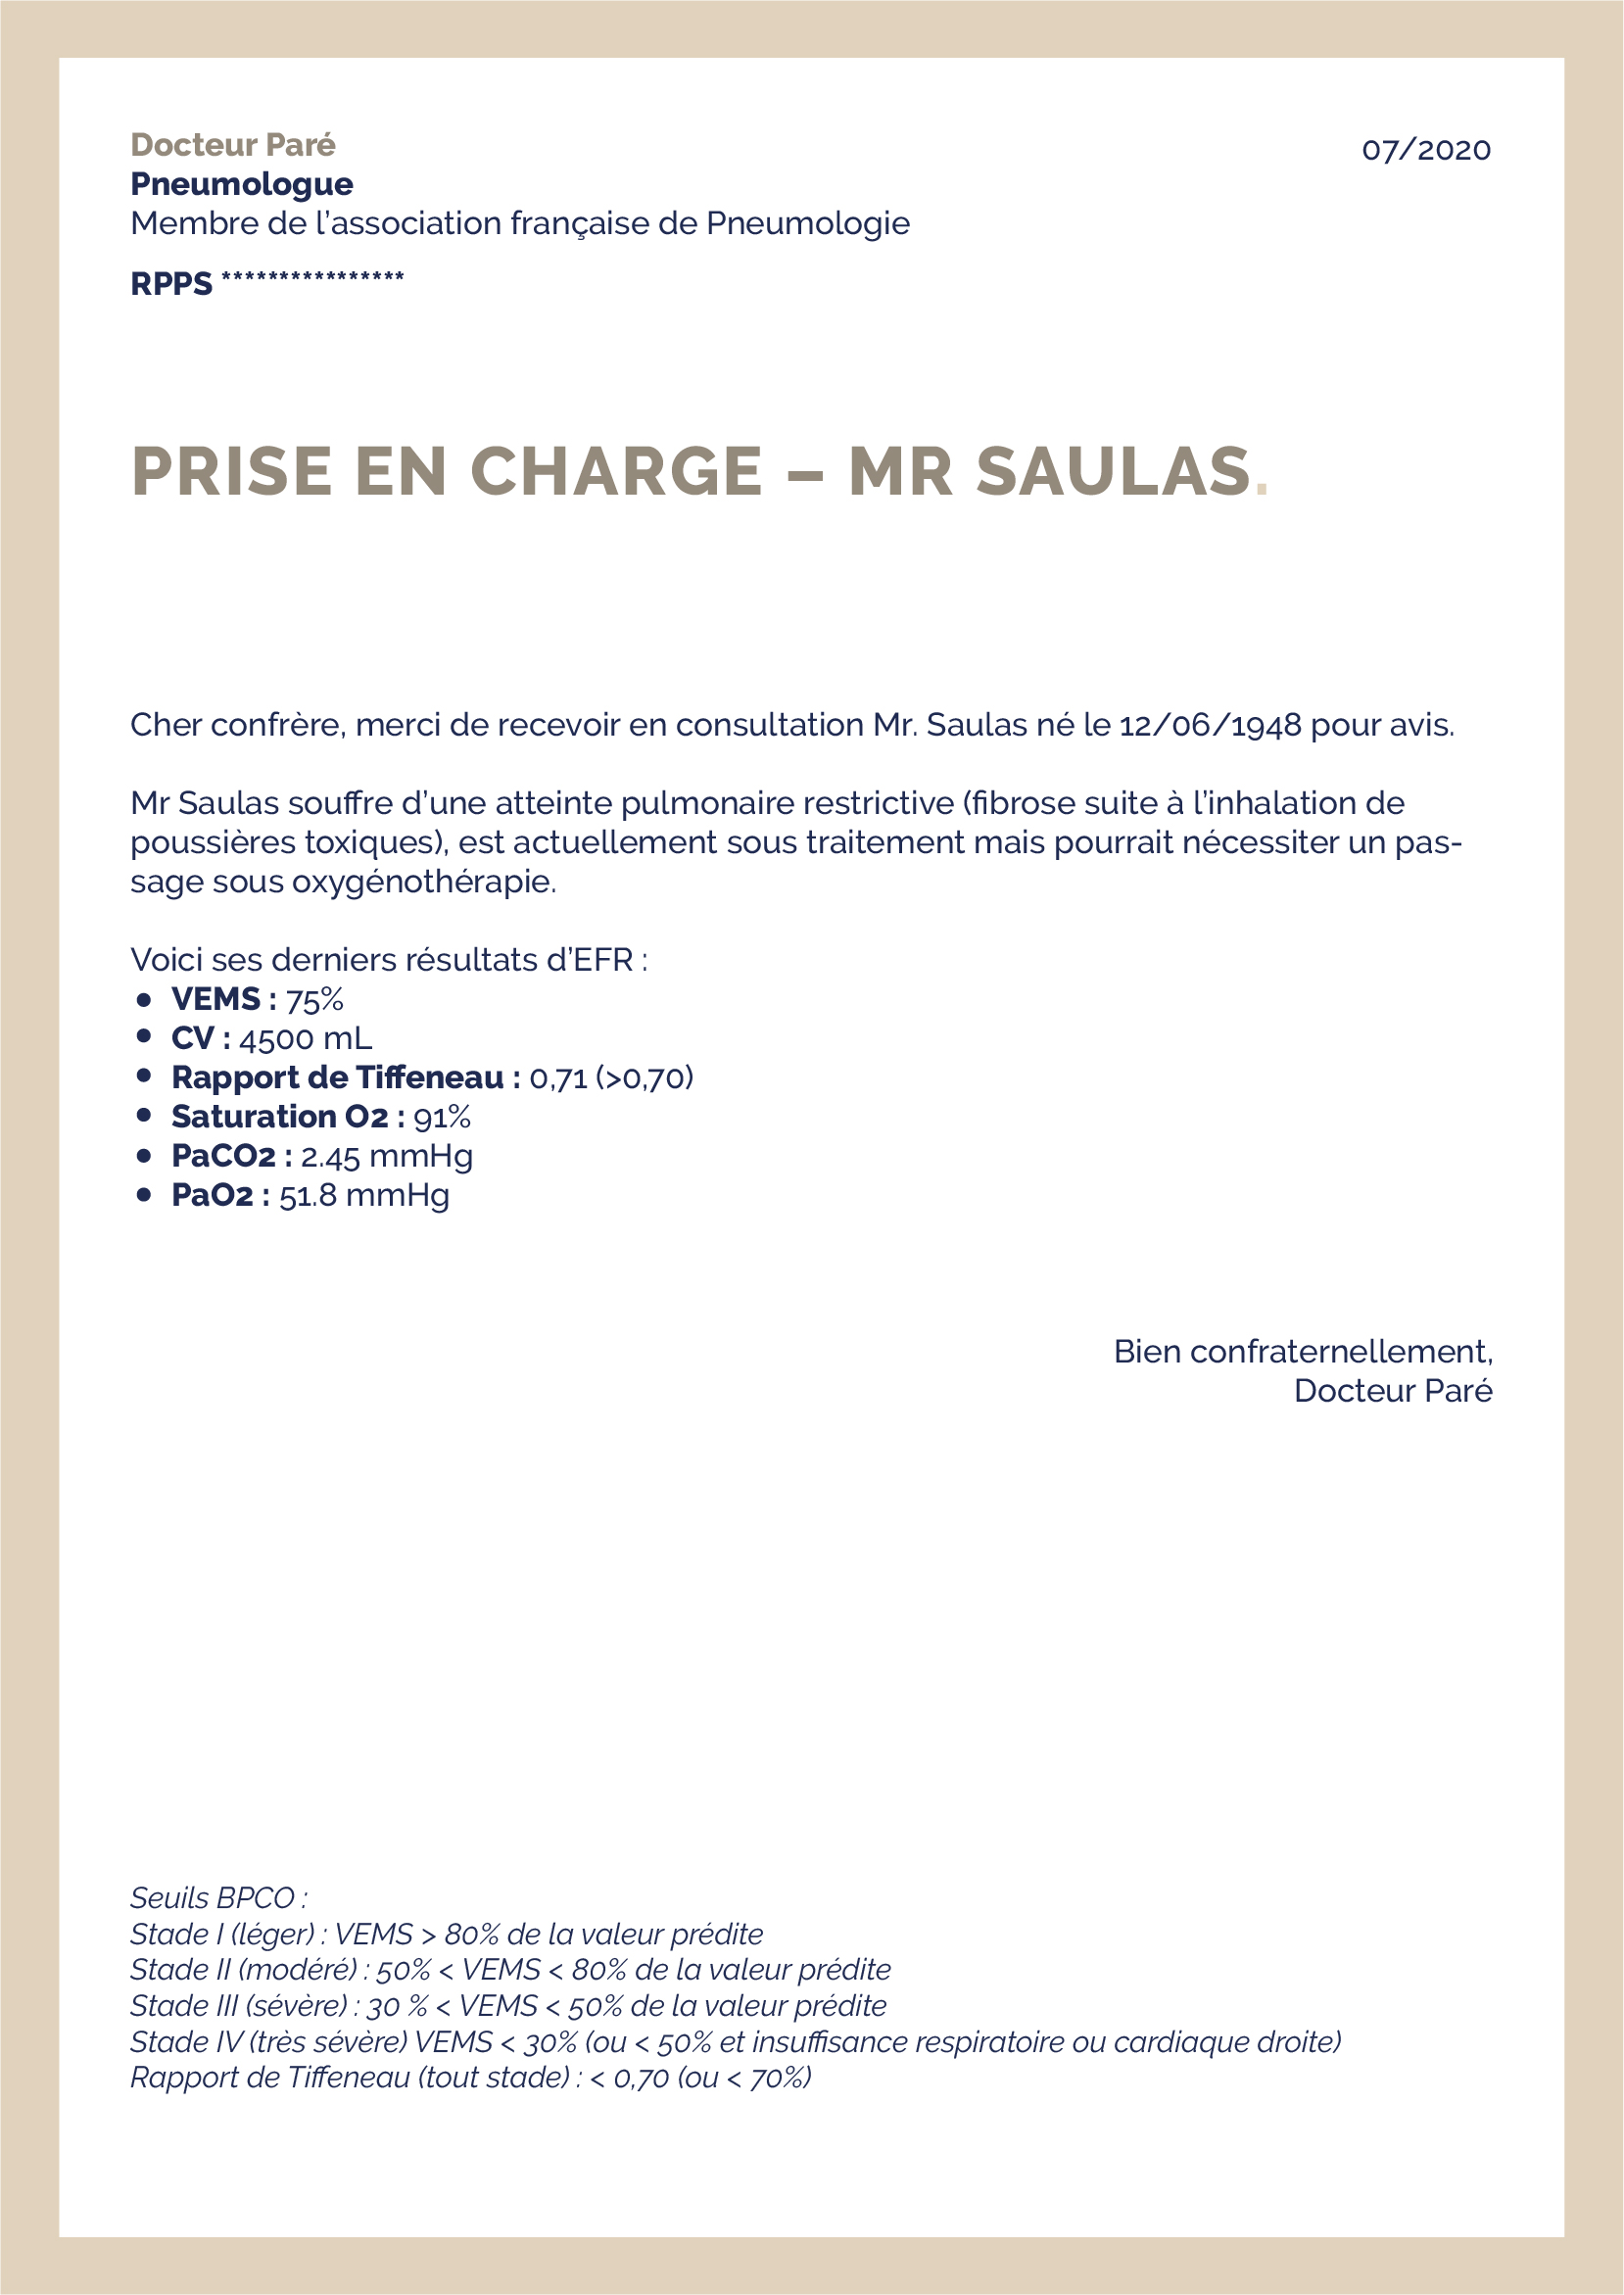 Docteur Paré
07/2020
Pneumologue
Membre de l'association française de Pneumologie
RPPS ****************
PRISE EN CHARGE – MR SAULAS.
Cher confrère, merci de recevoir en consultation Mr. Saulas né le 12/06/1948 pour avis.
Mr Saulas souffre d'une atteinte pulmonaire restrictive (fibrose suite à l'inhalation de
poussières toxiques), est actuellement sous traitement mais pourrait nécessiter un pas-
sage sous oxygénothérapie.
Voici ses derniers résultats d'EFR :
• VEMS : 75%
• CV : 4500 mL
• Rapport de Tiffeneau : 0,71 (>0,70)
• Saturation O2 : 91%
• PaCO2 : 2.45 mmHg
• PaO2 : 51.8 mmHg
Bien confraternellement,
Docteur Paré
Seuils BPCO :
Stade I (léger) : VEMS > 80% de la valeur prédite
Stade II (modéré) : 50% < VEMS < 80% de la valeur prédite
Stade III (sévère) : 30 % < VEMS < 50% de la valeur prédite
Stade IV (très sévère) VEMS < 30% (ou < 50% et insuffisance respiratoire ou cardiaque droite)
Rapport de Tiffeneau (tout stade) : < 0,70 (ou < 70%)